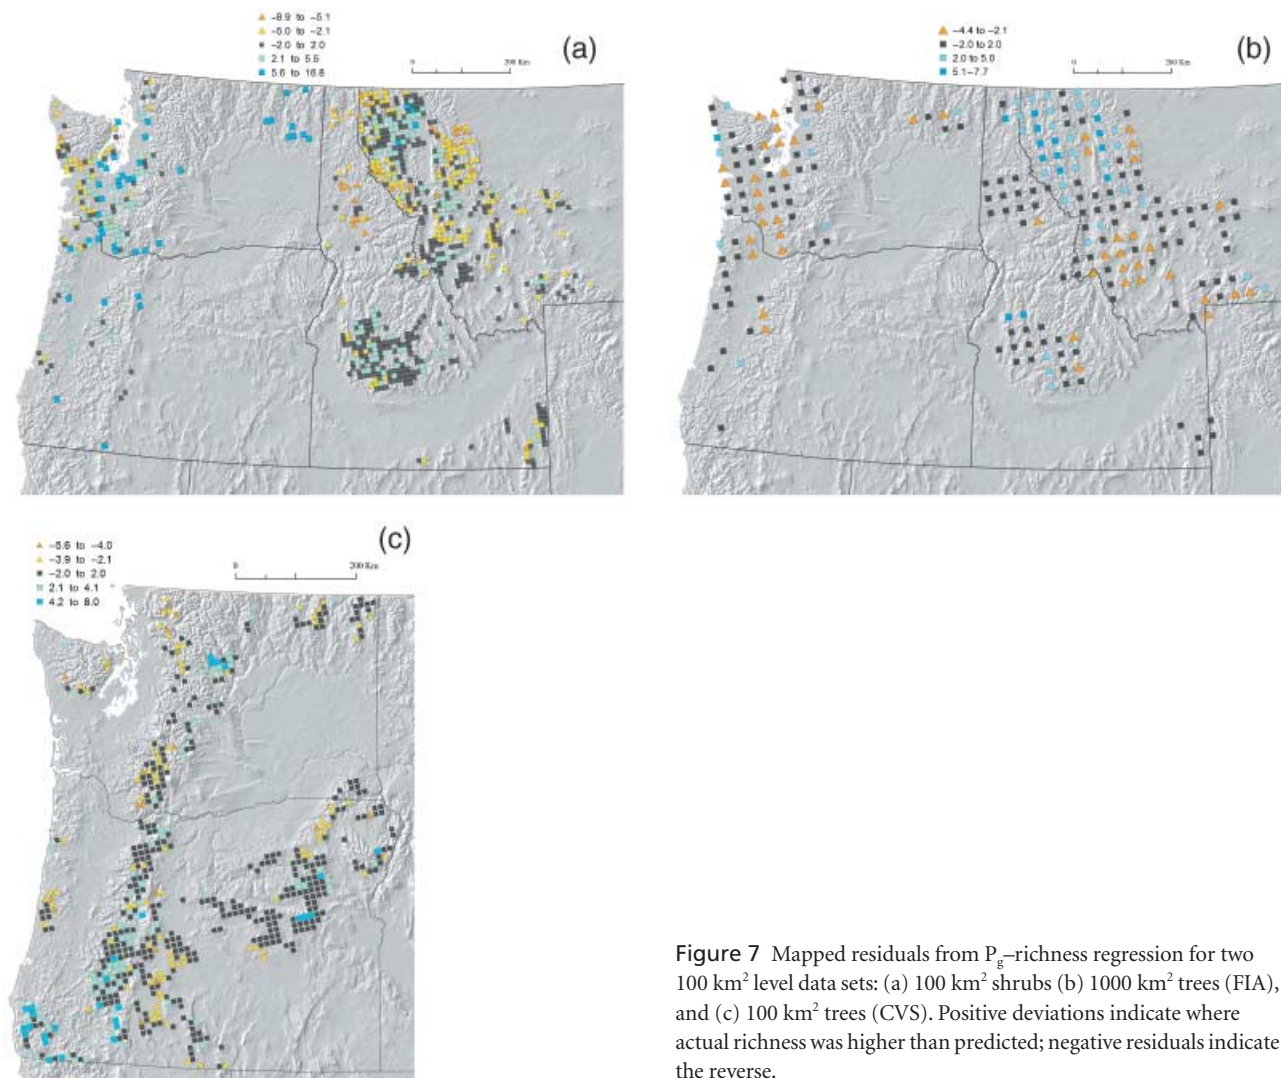 −8.9 to −5.1
−5.0 to −2.1
−2.0 to 2.0
2.1 to 5.5
5.6 to 16.8
(a)
0 200 Km
−4.4 to −2.1
−2.0 to 2.0
2.0 to 5.0
5.1–7.7
(b)
0 200 Km
−5.6 to −4.0
−3.9 to −2.1
−2.0 to 2.0
2.1 to 4.1
4.2 to 8.0
(c)
0 200 Km
Figure 7 Mapped residuals from Pg–richness regression for two
100 km² level data sets: (a) 100 km² shrubs (b) 1000 km² trees (FIA),
and (c) 100 km² trees (CVS). Positive deviations indicate where
actual richness was higher than predicted; negative residuals indicate
the reverse.